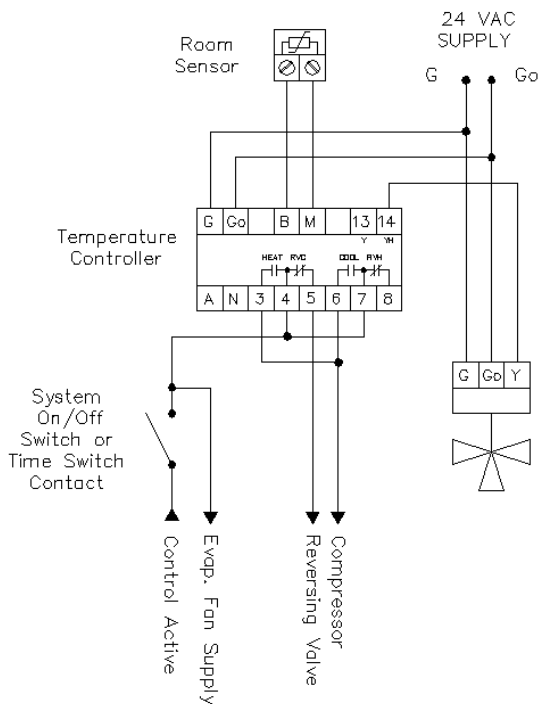 24 VAC
SUPPLY
Room
Sensor
G
Go
G Go B M 13 14
Y YH
Temperature
Controller
HEAT RVC COOL RVH
A N 3 4 5 6 7 8
G Go Y
System
On/Off
Switch or
Time Switch
Contact
Control Active
Evap. Fan Supply
Reversing Valve
Compressor